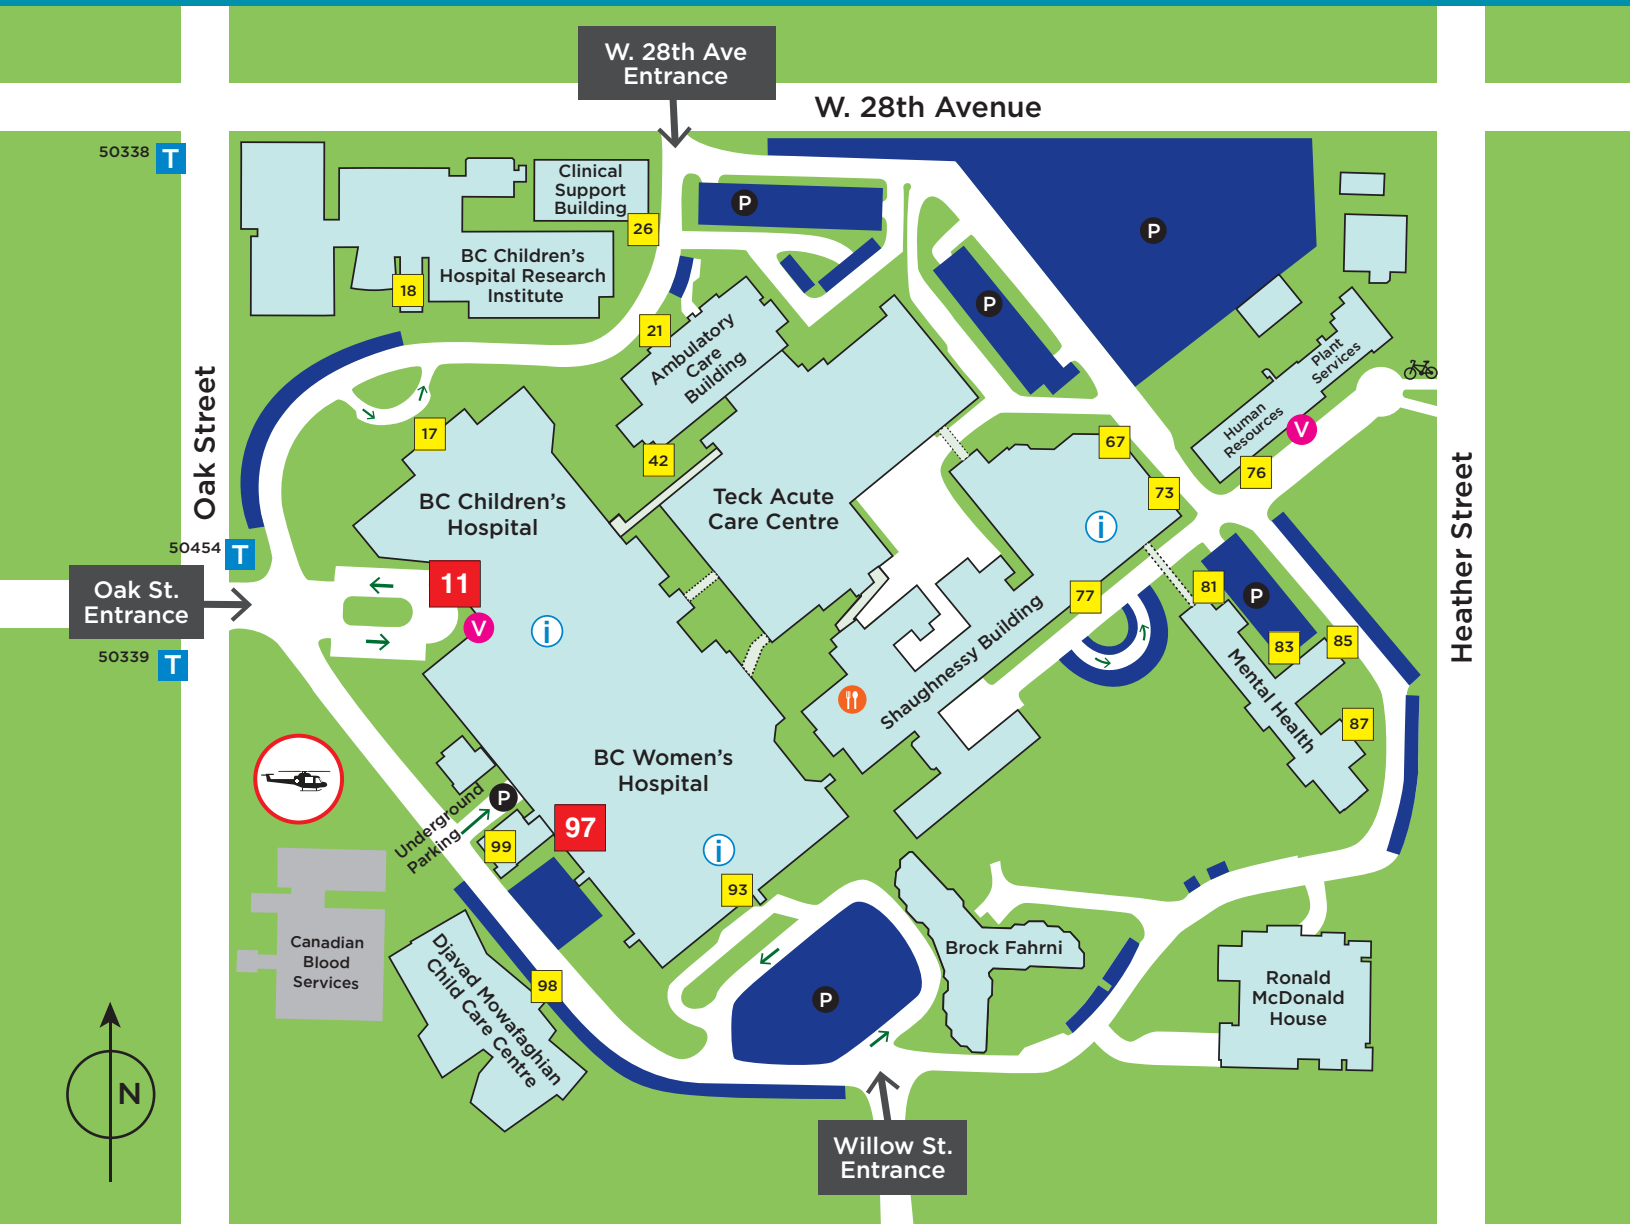 W. 28th Ave
Entrance
W. 28th Avenue
50338
T
Clinical
Support
Building
26
P
P
BC Children's
Hospital Research
Institute
18
P
21
Ambulatory
Care
Building
Plant
Services
Human
Resources
V
Oak Street
17
42
67
76
73
BC Children's
Hospital
Teck Acute
Care Centre
i
Heather Street
50454
T
Oak St.
Entrance
11
V
i
77
81
P
83
85
50339
T
Shaughnessy Building
Mental Health
87
BC Women's
Hospital
Underground
Parking
P
97
99
i
93
Canadian
Blood
Services
Djavad Mowafaghian
Child Care Centre
98
P
Brock Fahrni
Ronald
McDonald
House
N
Willow St.
Entrance